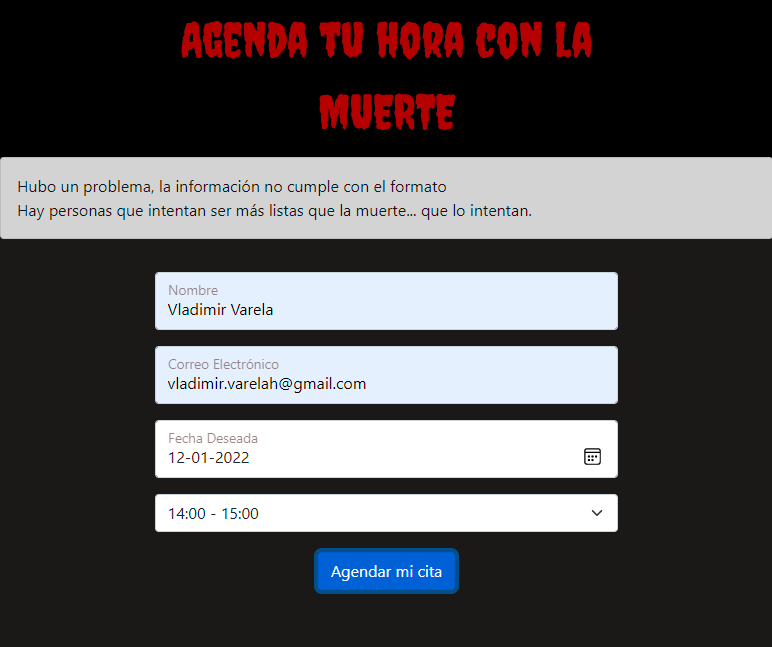 AGENDA TU HORA CON LA
MUERTE
Hubo un problema, la información no cumple con el formato
Hay personas que intentan ser más listas que la muerte... que lo intentan.
Nombre
Vladimir Varela
Correo Electrónico
vladimir.varelah@gmail.com
Fecha Deseada
12-01-2022
14:00 - 15:00
Agendar mi cita